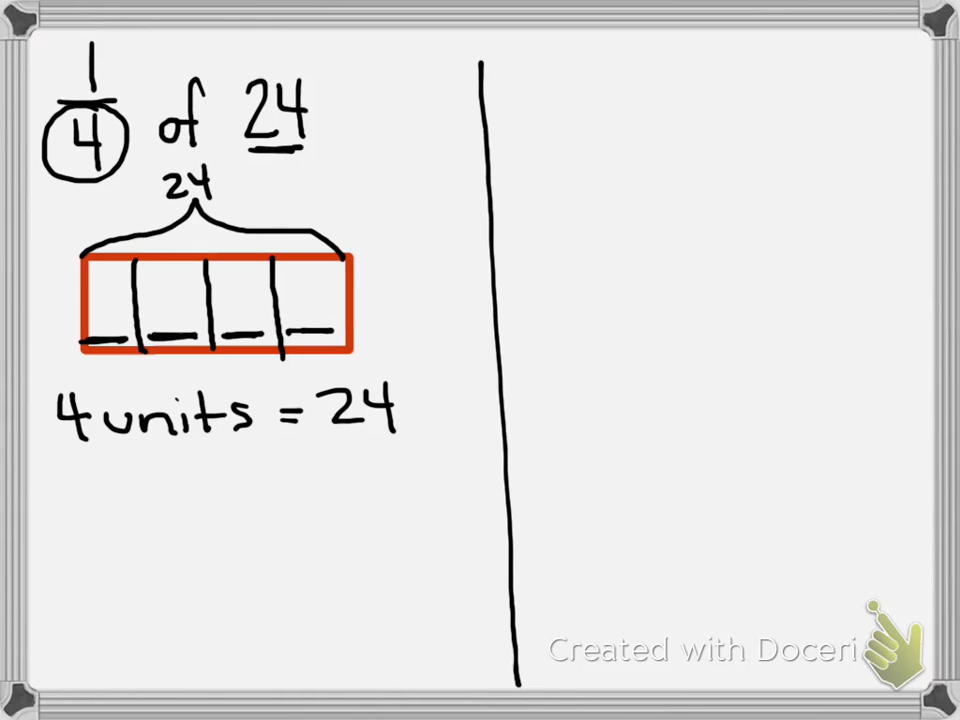 1
4 of 24
24
4 units = 24
Created with Doceri